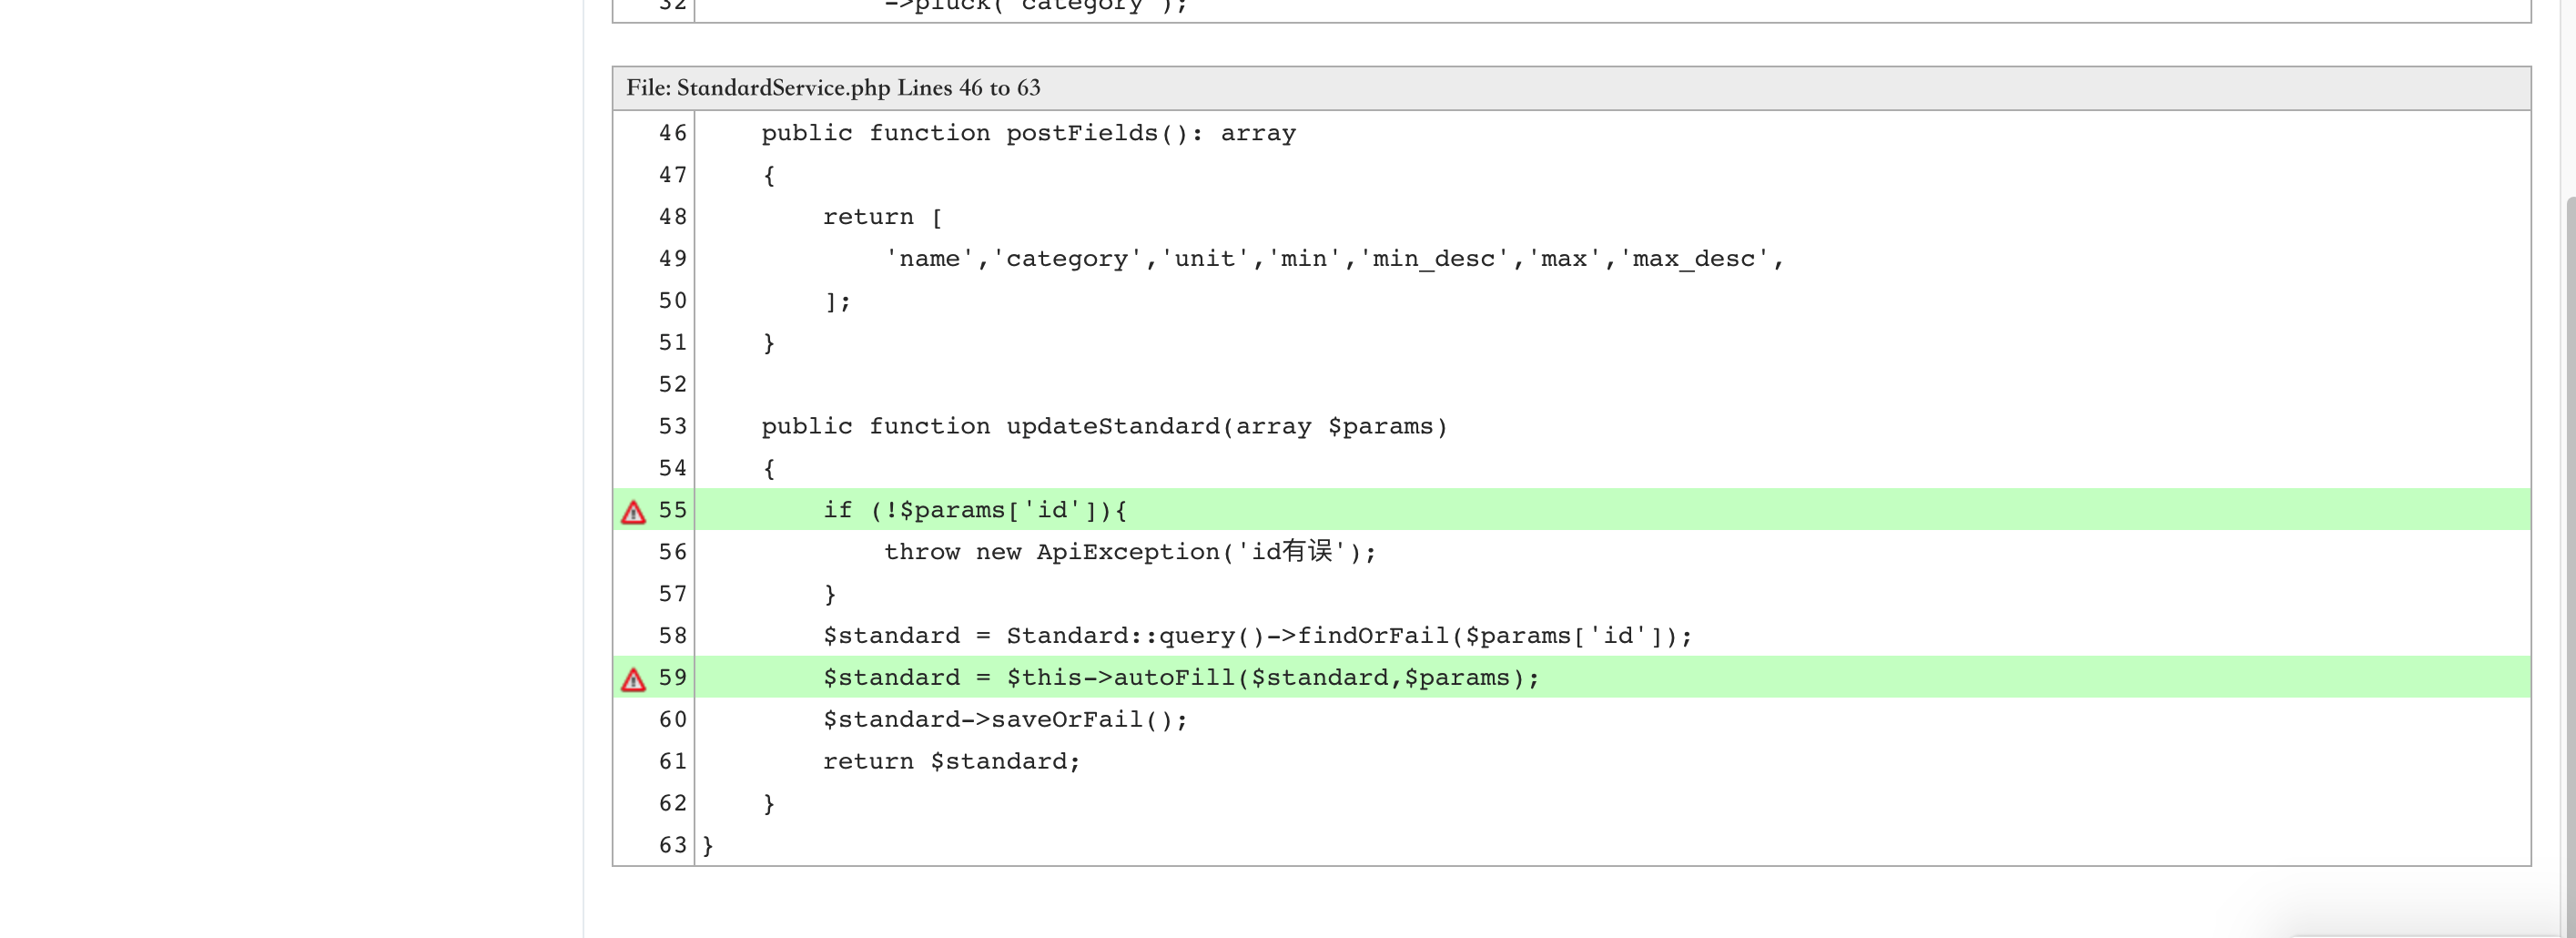 32            ->pluck('category');
File: StandardService.php Lines 46 to 63
46    public function postFields(): array
47    {
48        return [
49            'name','category','unit','min','min_desc','max','max_desc',
50        ];
51    }
52
53    public function updateStandard(array $params)
54    {
55        if (!$params['id']){
56            throw new ApiException('id有误');
57        }
58        $standard = Standard::query()->findOrFail($params['id']);
59        $standard = $this->autoFill($standard,$params);
60        $standard->saveOrFail();
61        return $standard;
62    }
63}